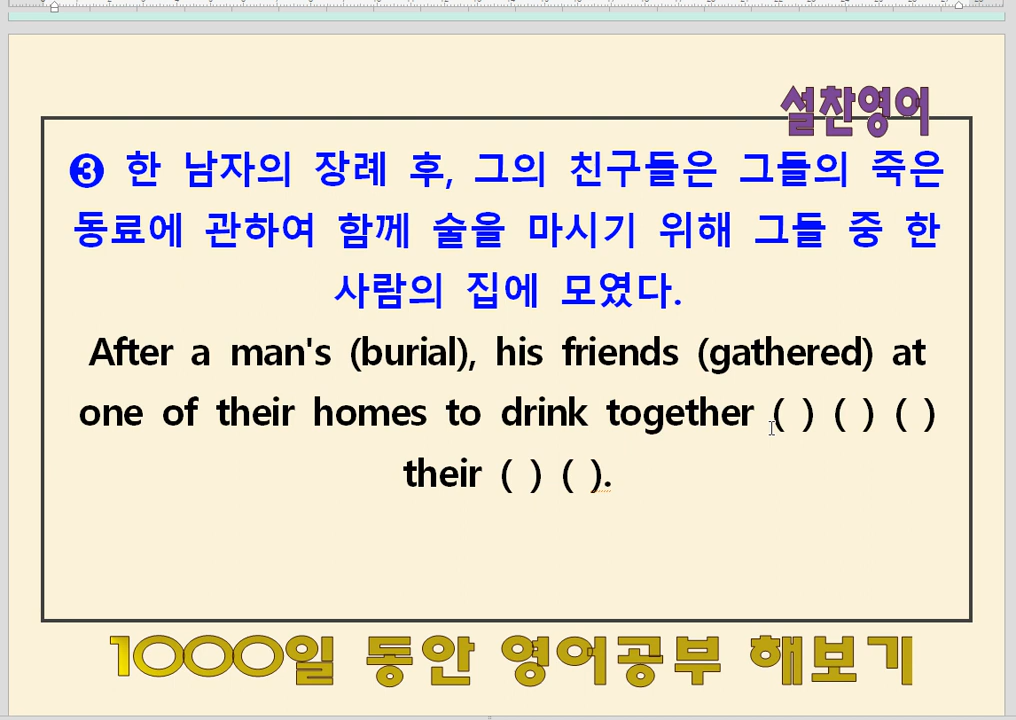 설찬영어
❸ 한 남자의 장례 후, 그의 친구들은 그들의 죽은
동료에 관하여 함께 술을 마시기 위해 그들 중 한
사람의 집에 모였다.
After a man's (burial), his friends (gathered) at
one of their homes to drink together ( ) ( ) ( )
their ( ) ( ).
1000일 동안 영어공부 해보기